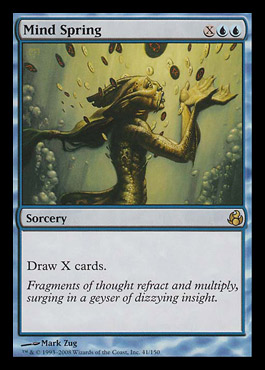 Mind Spring X
Sorcery
Draw X cards.
Fragments of thought refract and multiply,
surging in a geyser of dizzying insight.
Mark Zug
™ & © 1993–2008 Wizards of the Coast, Inc. 41/150